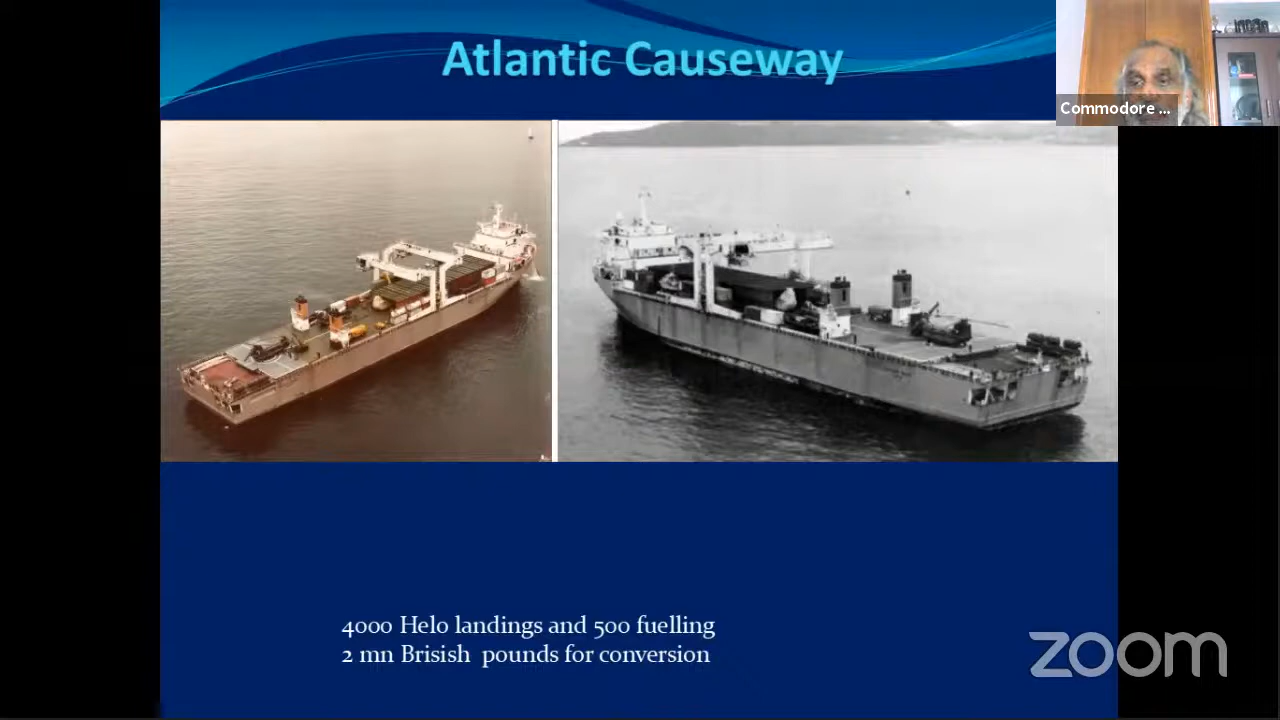 Atlantic Causeway
Commodore ...
4000 Helo landings and 500 fuelling
2 mn Brisish pounds for conversion
zoom